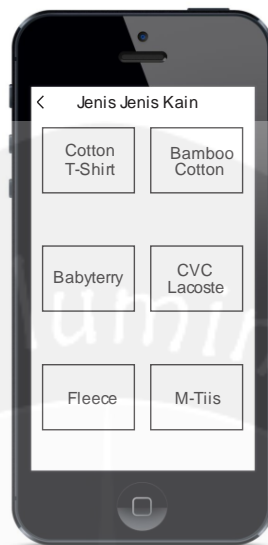 < Jenis Jenis Kain
Cotton
T-Shirt
Bamboo
Cotton
Babyterry
CVC
Lacoste
Fleece
M-Tiis